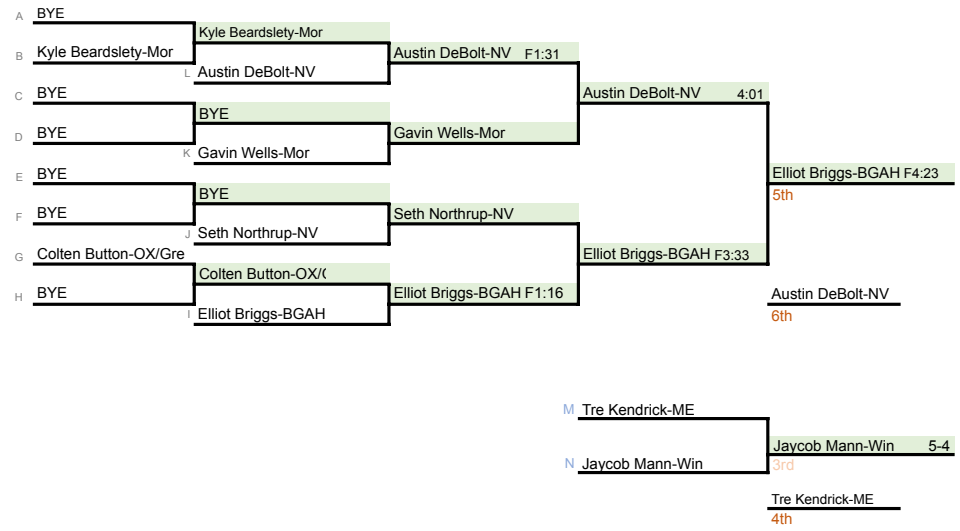 A BYE
Kyle Beardslety-Mor
B Kyle Beardslety-Mor
Austin DeBolt-NV F1:31
L Austin DeBolt-NV
C BYE
Austin DeBolt-NV 4:01
BYE
D BYE
Gavin Wells-Mor
K Gavin Wells-Mor
E BYE
Elliot Briggs-BGAH F4:23
BYE
5th
F BYE
Seth Northrup-NV
J Seth Northrup-NV
G Colten Button-OX/Gre
Elliot Briggs-BGAH F3:33
Colten Button-OX/(
H BYE
Elliot Briggs-BGAH F1:16
Austin DeBolt-NV
I Elliot Briggs-BGAH
6th
M Tre Kendrick-ME
Jaycob Mann-Win 5-4
N Jaycob Mann-Win
3rd
Tre Kendrick-ME
4th